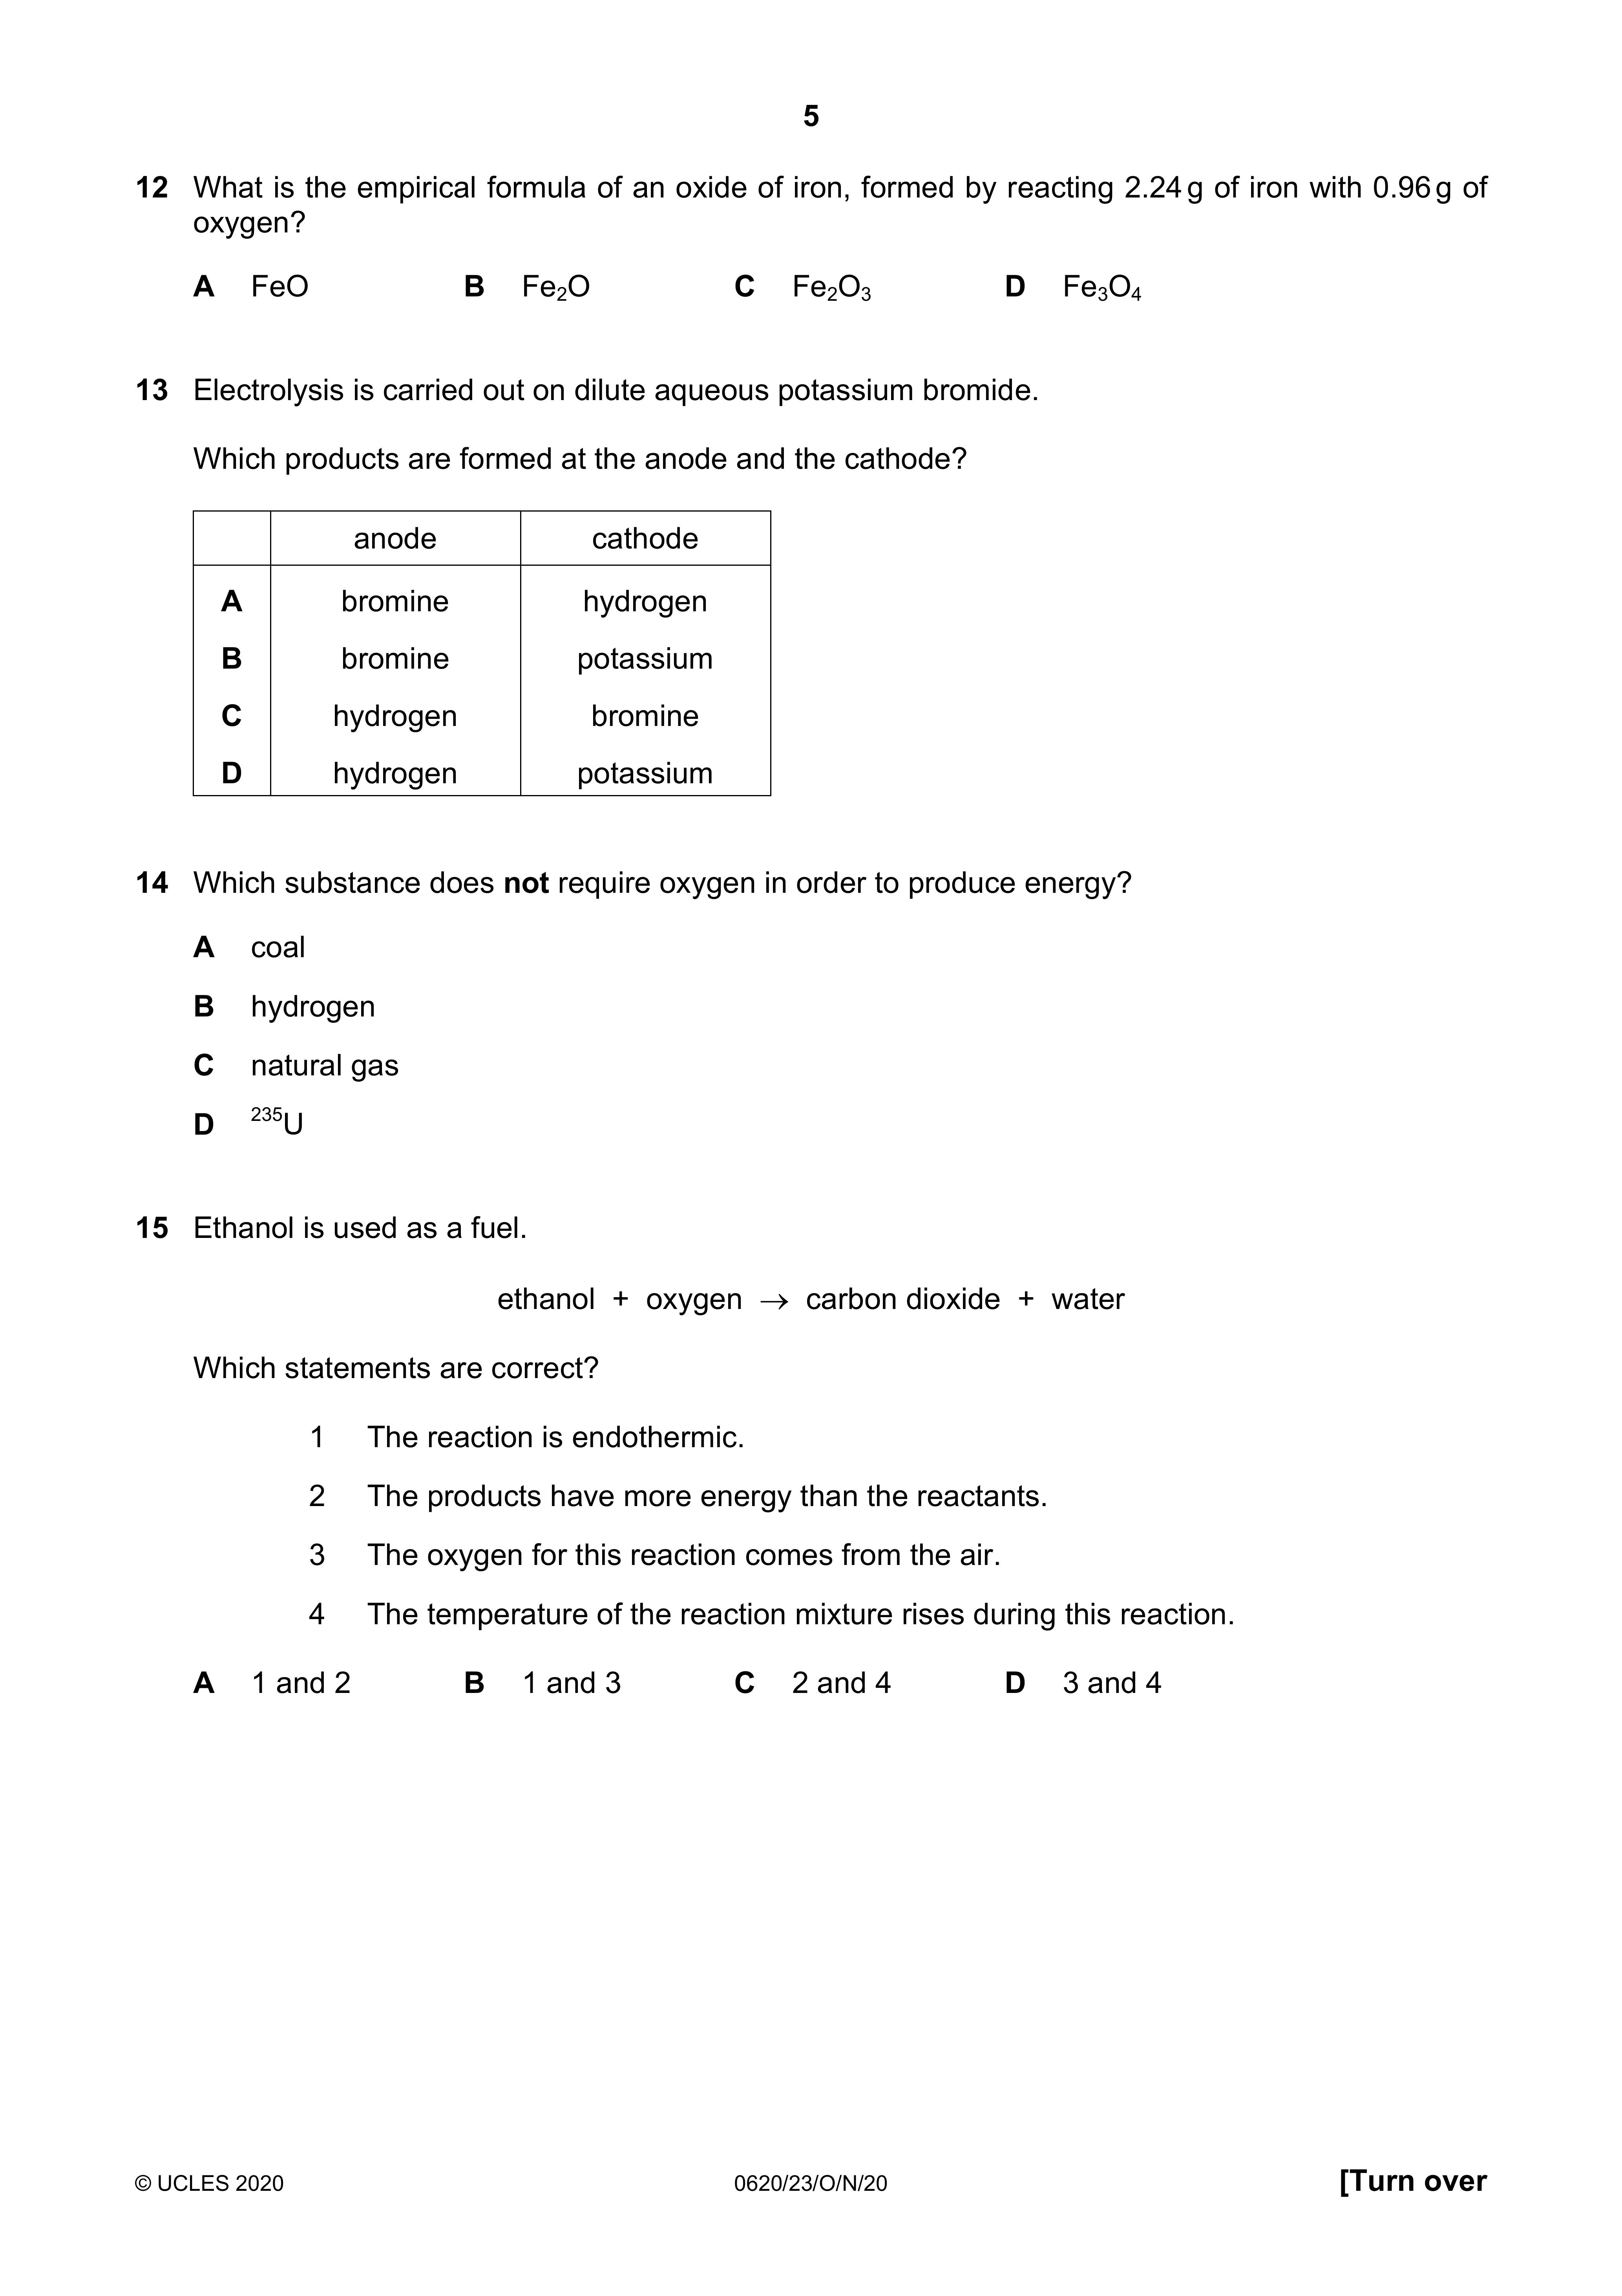 5
12 What is the empirical formula of an oxide of iron, formed by reacting 2.24 g of iron with 0.96 g of
oxygen?
A FeO B Fe₂O C Fe₂O₃ D Fe₃O₄
13 Electrolysis is carried out on dilute aqueous potassium bromide.
Which products are formed at the anode and the cathode?
anode cathode
A bromine hydrogen
B bromine potassium
C hydrogen bromine
D hydrogen potassium
14 Which substance does not require oxygen in order to produce energy?
A coal
B hydrogen
C natural gas
D ²³⁵U
15 Ethanol is used as a fuel.
ethanol + oxygen → carbon dioxide + water
Which statements are correct?
1 The reaction is endothermic.
2 The products have more energy than the reactants.
3 The oxygen for this reaction comes from the air.
4 The temperature of the reaction mixture rises during this reaction.
A 1 and 2 B 1 and 3 C 2 and 4 D 3 and 4
© UCLES 2020 0620/23/O/N/20 [Turn over